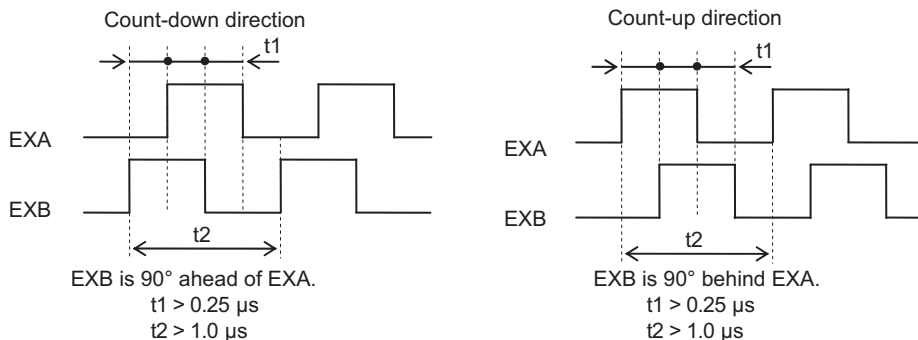 Count-down direction
t1
EXA
EXB
t2
EXB is 90° ahead of EXA.
t1 > 0.25 µs
t2 > 1.0 µs
Count-up direction
t1
EXA
EXB
t2
EXB is 90° behind EXA.
t1 > 0.25 µs
t2 > 1.0 µs